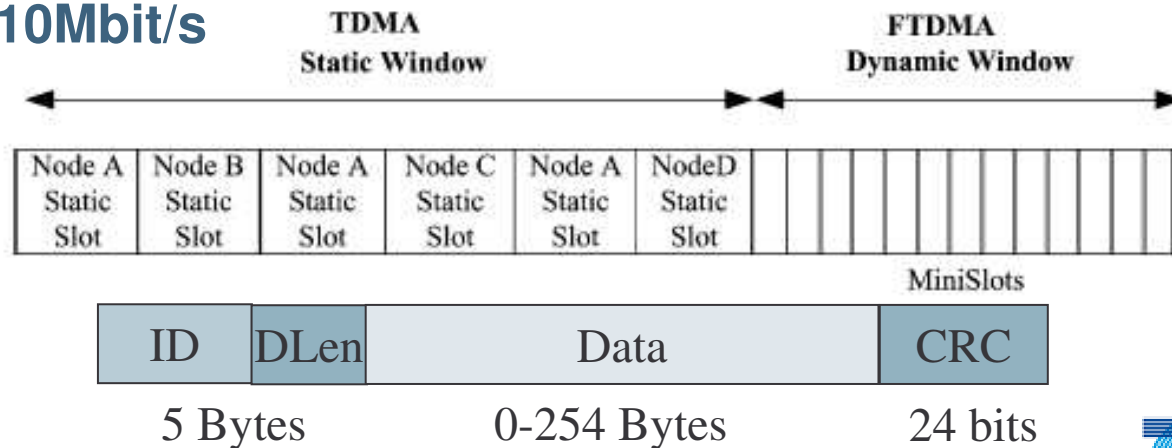 10Mbit/s
TDMA
Static Window
FTDMA
Dynamic Window
Node A Static Slot
Node B Static Slot
Node A Static Slot
Node C Static Slot
Node A Static Slot
NodeD Static Slot
MiniSlots
ID DLen Data CRC
5 Bytes 0-254 Bytes 24 bits